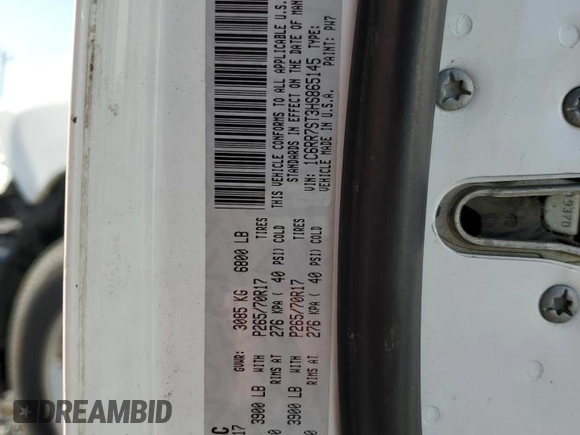 C
17 GVWR: 3085 KG 6800 LB
3900 LB WITH P265/70R17 TIRES
RIMS AT 276 KPA ( 40 PSI) COLD
3900 LB WITH P265/70R17 TIRES
RIMS AT 276 KPA ( 40 PSI) COLD
THIS VEHICLE CONFORMS TO ALL APPLICABLE U.S.
STANDARDS IN EFFECT ON THE DATE OF MAN
VIN: 1C6RR7ST3HS865145 TYPE:
VEHICLE MADE IN U.S.A. PAINT: PW7
DREAMBID